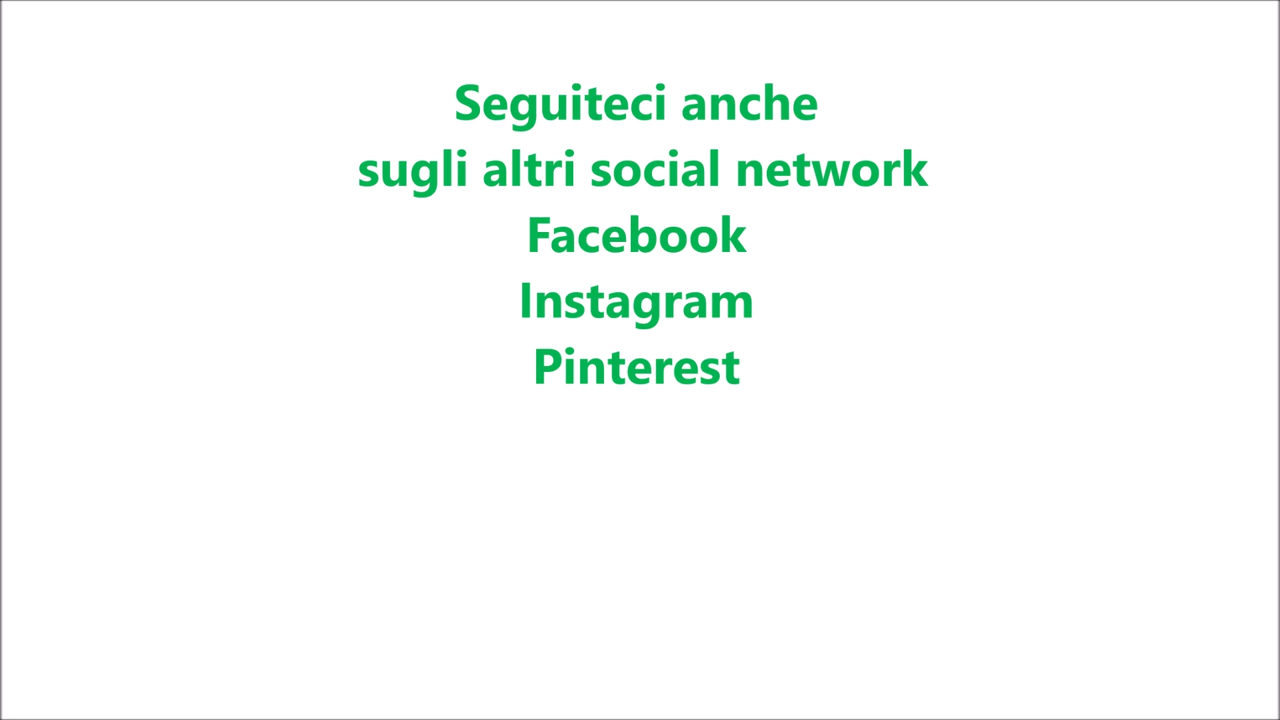 Seguiteci anche
sugli altri social network
Facebook
Instagram
Pinterest